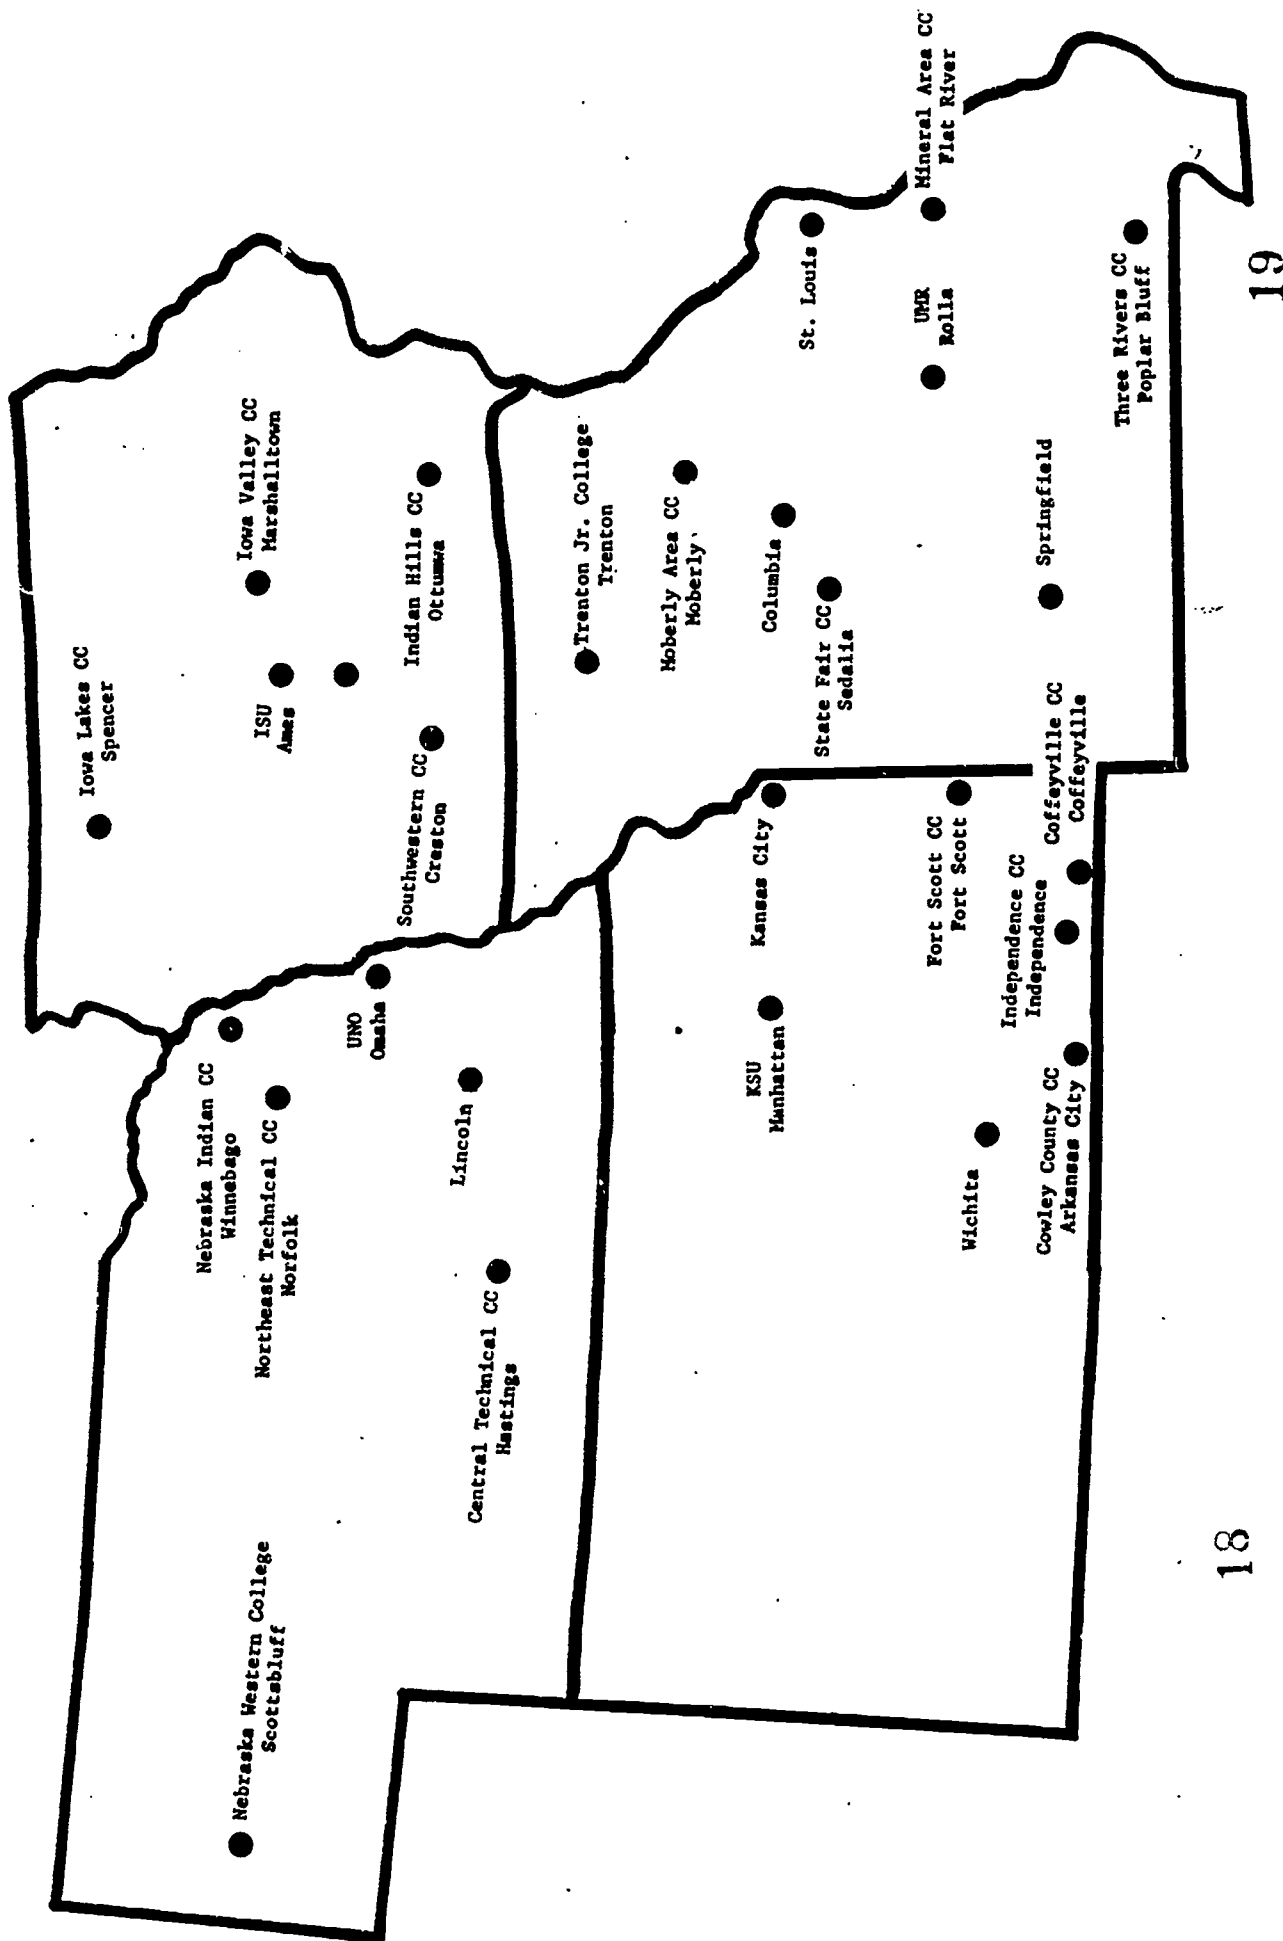 Iowa Lakes CC
Spencer
Iowa Valley CC
Marshalltown
ISU
Ames
Indian Hills CC
Ottumwa
Southwestern CC
Creston
Nebraska Western College
Scottsbluff
Nebraska Indian CC
Winnebago
Northeast Technical CC
Norfolk
UNO
Omaha
Lincoln
Central Technical CC
Hastings
Trenton Jr. College
Trenton
Moberly Area CC
Moberly
Columbia
State Fair CC
Sedalia
St. Louis
Mineral Area CC
Flat River
UMR
Rolla
Springfield
Three Rivers CC
Poplar Bluff
Kansas City
KSU
Manhattan
Fort Scott CC
Fort Scott
Wichita
Independence CC
Independence
Coffeyville CC
Coffeyville
Cowley County CC
Arkansas City
18
19